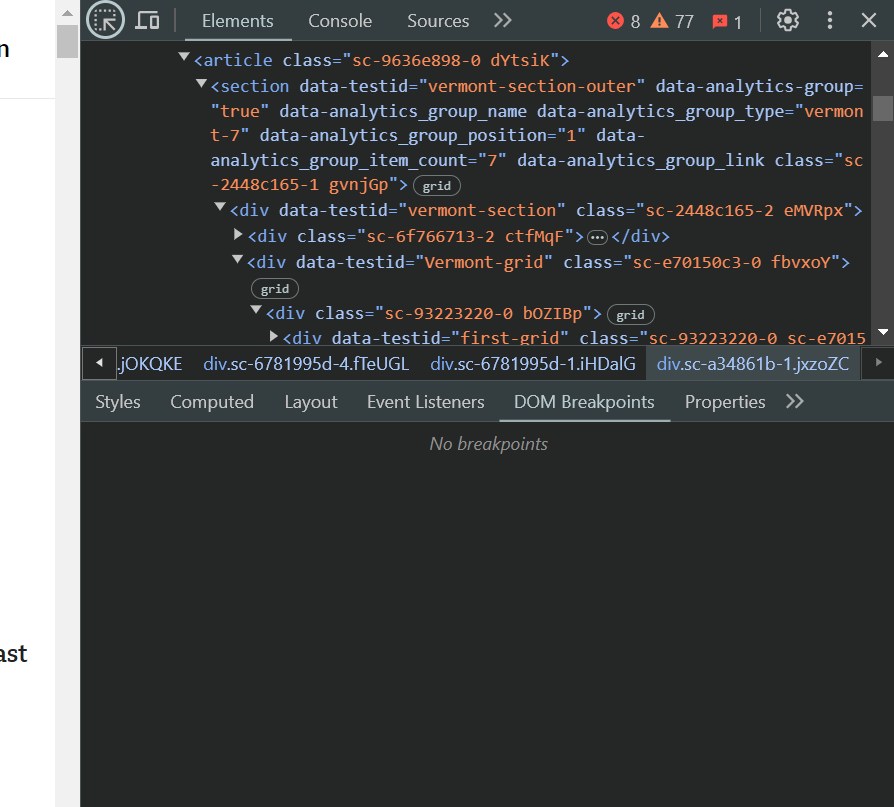 n
Elements Console Sources 8 77 1
<article class="sc-9636e898-0 dYtsiK">
<section data-testid="vermont-section-outer" data-analytics-group=
"true" data-analytics_group_name data-analytics_group_type="vermon
t-7" data-analytics_group_position="1" data-
analytics_group_item_count="7" data-analytics_group_link class="sc
-2448c165-1 gvnjGp"> grid
<div data-testid="vermont-section" class="sc-2448c165-2 eMVRpx">
<div class="sc-6f766713-2 ctfMqF">…</div>
<div data-testid="Vermont-grid" class="sc-e70150c3-0 fbvxoY">
grid
<div class="sc-93223220-0 bOZIBp"> grid
<div data-testid="first-grid" class="sc-93223220-0 sc-e7015
.jOKQKE div.sc-6781995d-4.fTeUGL div.sc-6781995d-1.iHDalG div.sc-a34861b-1.jxzoZC
Styles Computed Layout Event Listeners DOM Breakpoints Properties
No breakpoints
ast